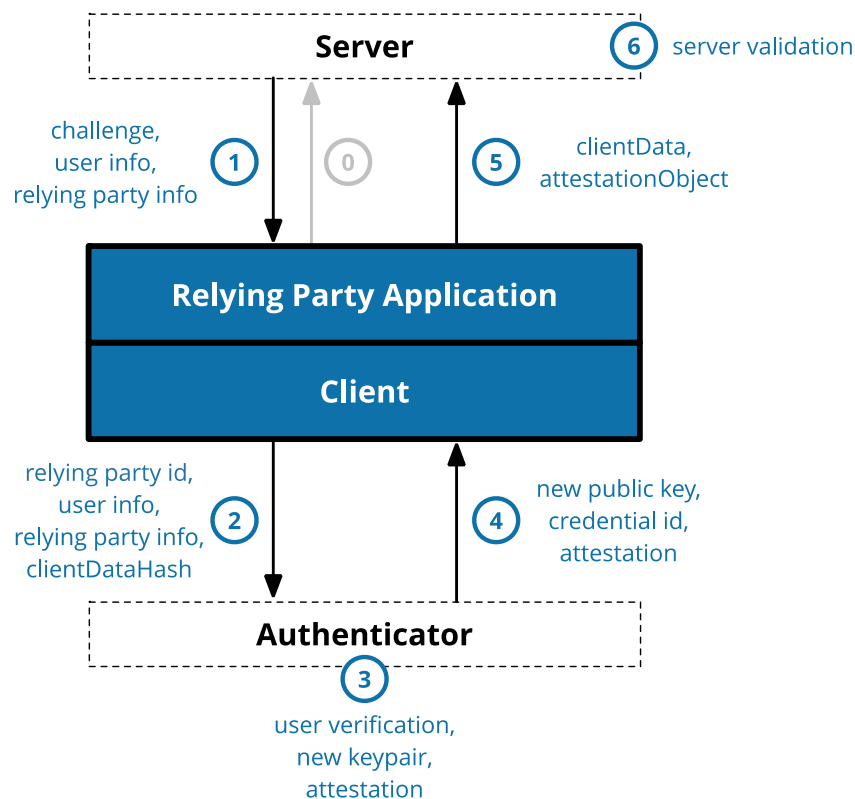 Server
6
server validation
challenge,
user info,
relying party info
1
0
5
clientData,
attestationObject
Relying Party Application
Client
relying party id,
user info,
relying party info,
clientDataHash
2
4
new public key,
credential id,
attestation
Authenticator
3
user verification,
new keypair,
attestation